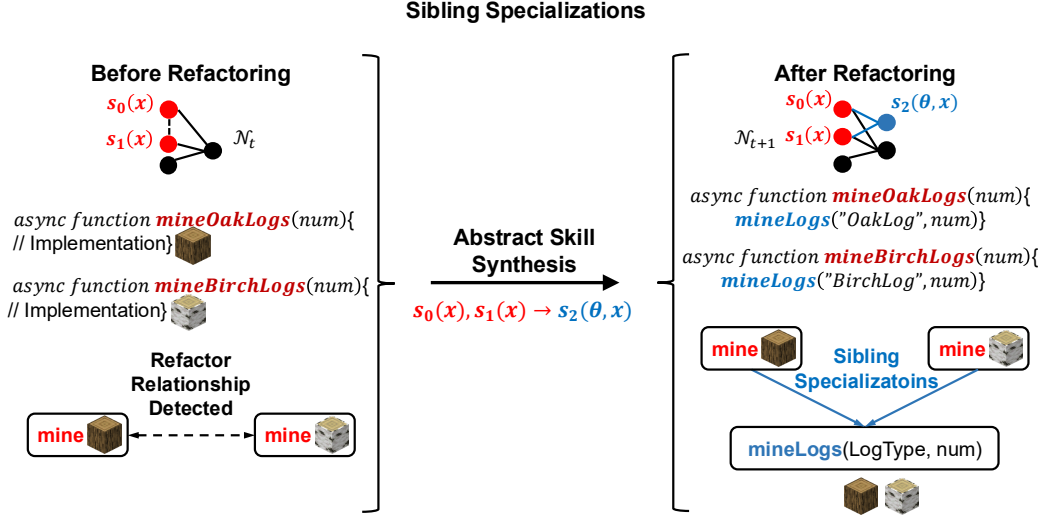 Sibling Specializations
Before Refactoring
s₀(x)
s₁(x)
𝒩ₜ
async function mineOakLogs(num){
// Implementation}
async function mineBirchLogs(num){
// Implementation}
Refactor
Relationship
Detected
mine
mine
Abstract Skill
Synthesis
s₀(x), s₁(x) → s₂(θ, x)
After Refactoring
s₀(x)
s₂(θ, x)
s₁(x)
𝒩ₜ₊₁
async function mineOakLogs(num){
mineLogs("OakLog", num)}
async function mineBirchLogs(num){
mineLogs("BirchLog", num)}
mine
mine
Sibling
Specializatoins
mineLogs(LogType, num)